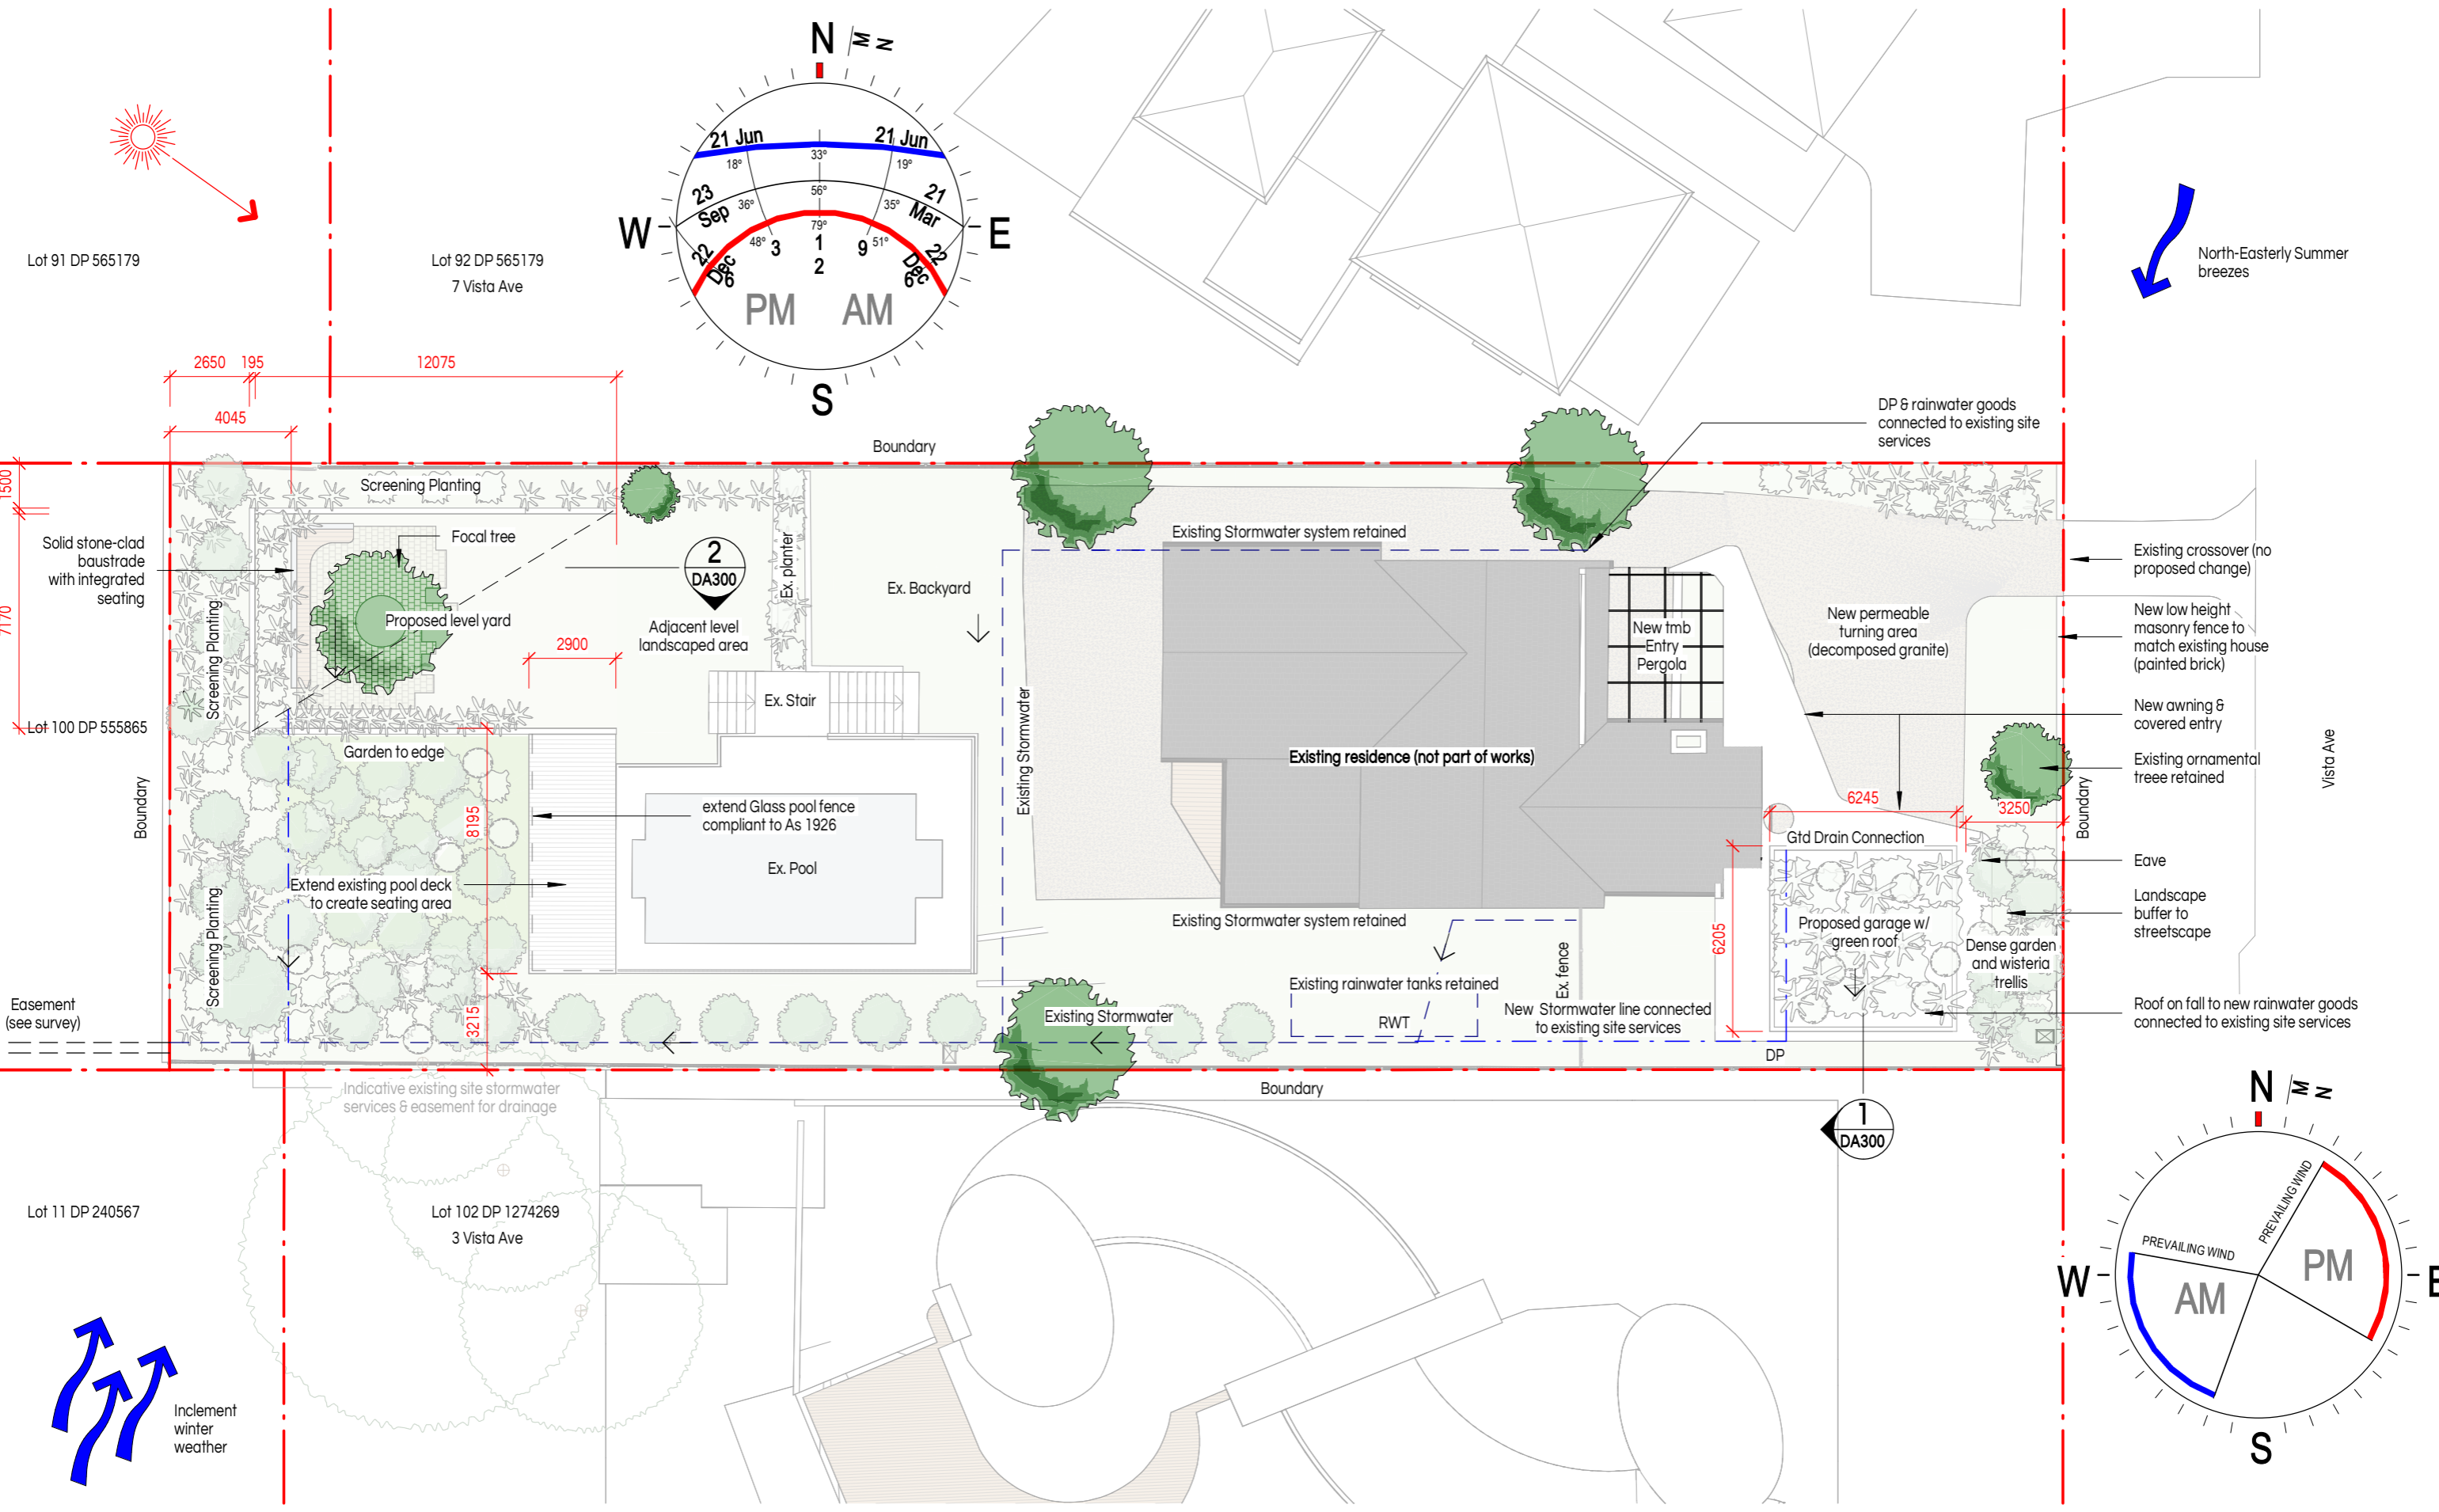 N
M
N
21 Jun
21 Jun
18°
33°
19°
23
Sep
36°
56°
35°
21
Mar
W
E
22
Dec
6
48°
3
79°
1
2
9
51°
22
Dec
6
PM
AM
S
Lot 91 DP 565179
Lot 92 DP 565179
7 Vista Ave
North-Easterly Summer
breezes
2650
195
12075
4045
1500
7170
Boundary
DP & rainwater goods
connected to existing site
services
Screening Planting
Focal tree
Solid stone-clad
baustrade
with integrated
seating
2
DA300
Adjacent level
landscaped area
Ex. planter
Ex. Backyard
Existing Stormwater system retained
Proposed level yard
Screening Planting
2900
Ex. Stair
Existing Stormwater
New tmb
Entry
Pergola
New permeable
turning area
(decomposed granite)
Existing crossover (no
proposed change)
New low height
masonry fence to
match existing house
(painted brick)
New awning &
covered entry
Existing ornamental
treee retained
Vista Ave
Lot 100 DP 555865
Garden to edge
Existing residence (not part of works)
Boundary
8195
extend Glass pool fence
compliant to As 1926
Ex. Pool
6245
3250
Boundary
Gtd Drain Connection
Eave
Extend existing pool deck
to create seating area
Screening Planting
Landscape
buffer to
streetscape
Existing Stormwater system retained
6205
Proposed garage w/
green roof
Dense garden
and wisteria
trellis
Ex. fence
Existing rainwater tanks retained
RWT
New Stormwater line connected
to existing site services
Roof on fall to new rainwater goods
connected to existing site services
Easement
(see survey)
3215
Existing Stormwater
DP
Indicative existing site stormwater
services & easement for drainage
Boundary
1
DA300
Lot 11 DP 240567
Lot 102 DP 1274269
3 Vista Ave
Inclement
winter
weather
N
M
N
PREVAILING WIND
PREVAILING WIND
W
E
AM
PM
S